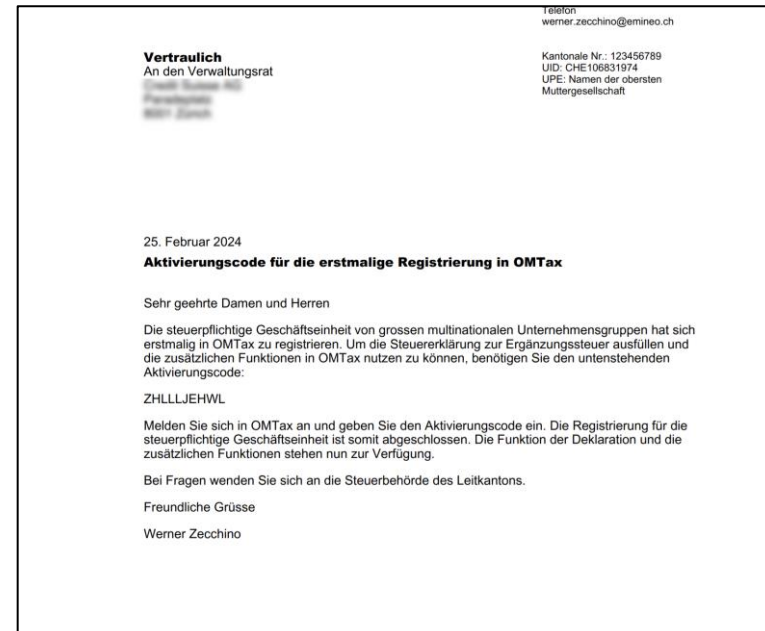 Telefon
werner.zecchino@emineo.ch
Vertraulich
An den Verwaltungsrat
Kantonale Nr.: 123456789
UID: CHE106831974
UPE: Namen der obersten
Muttergesellschaft
25. Februar 2024
Aktivierungscode für die erstmalige Registrierung in OMTax
Sehr geehrte Damen und Herren
Die steuerpflichtige Geschäftseinheit von grossen multinationalen Unternehmensgruppen hat sich
erstmalig in OMTax zu registrieren. Um die Steuererklärung zur Ergänzungssteuer ausfüllen und
die zusätzlichen Funktionen in OMTax nutzen zu können, benötigen Sie den untenstehenden
Aktivierungscode:
ZHLLLJEHWL
Melden Sie sich in OMTax an und geben Sie den Aktivierungscode ein. Die Registrierung für die
steuerpflichtige Geschäftseinheit ist somit abgeschlossen. Die Funktion der Deklaration und die
zusätzlichen Funktionen stehen nun zur Verfügung.
Bei Fragen wenden Sie sich an die Steuerbehörde des Leitkantons.
Freundliche Grüsse
Werner Zecchino